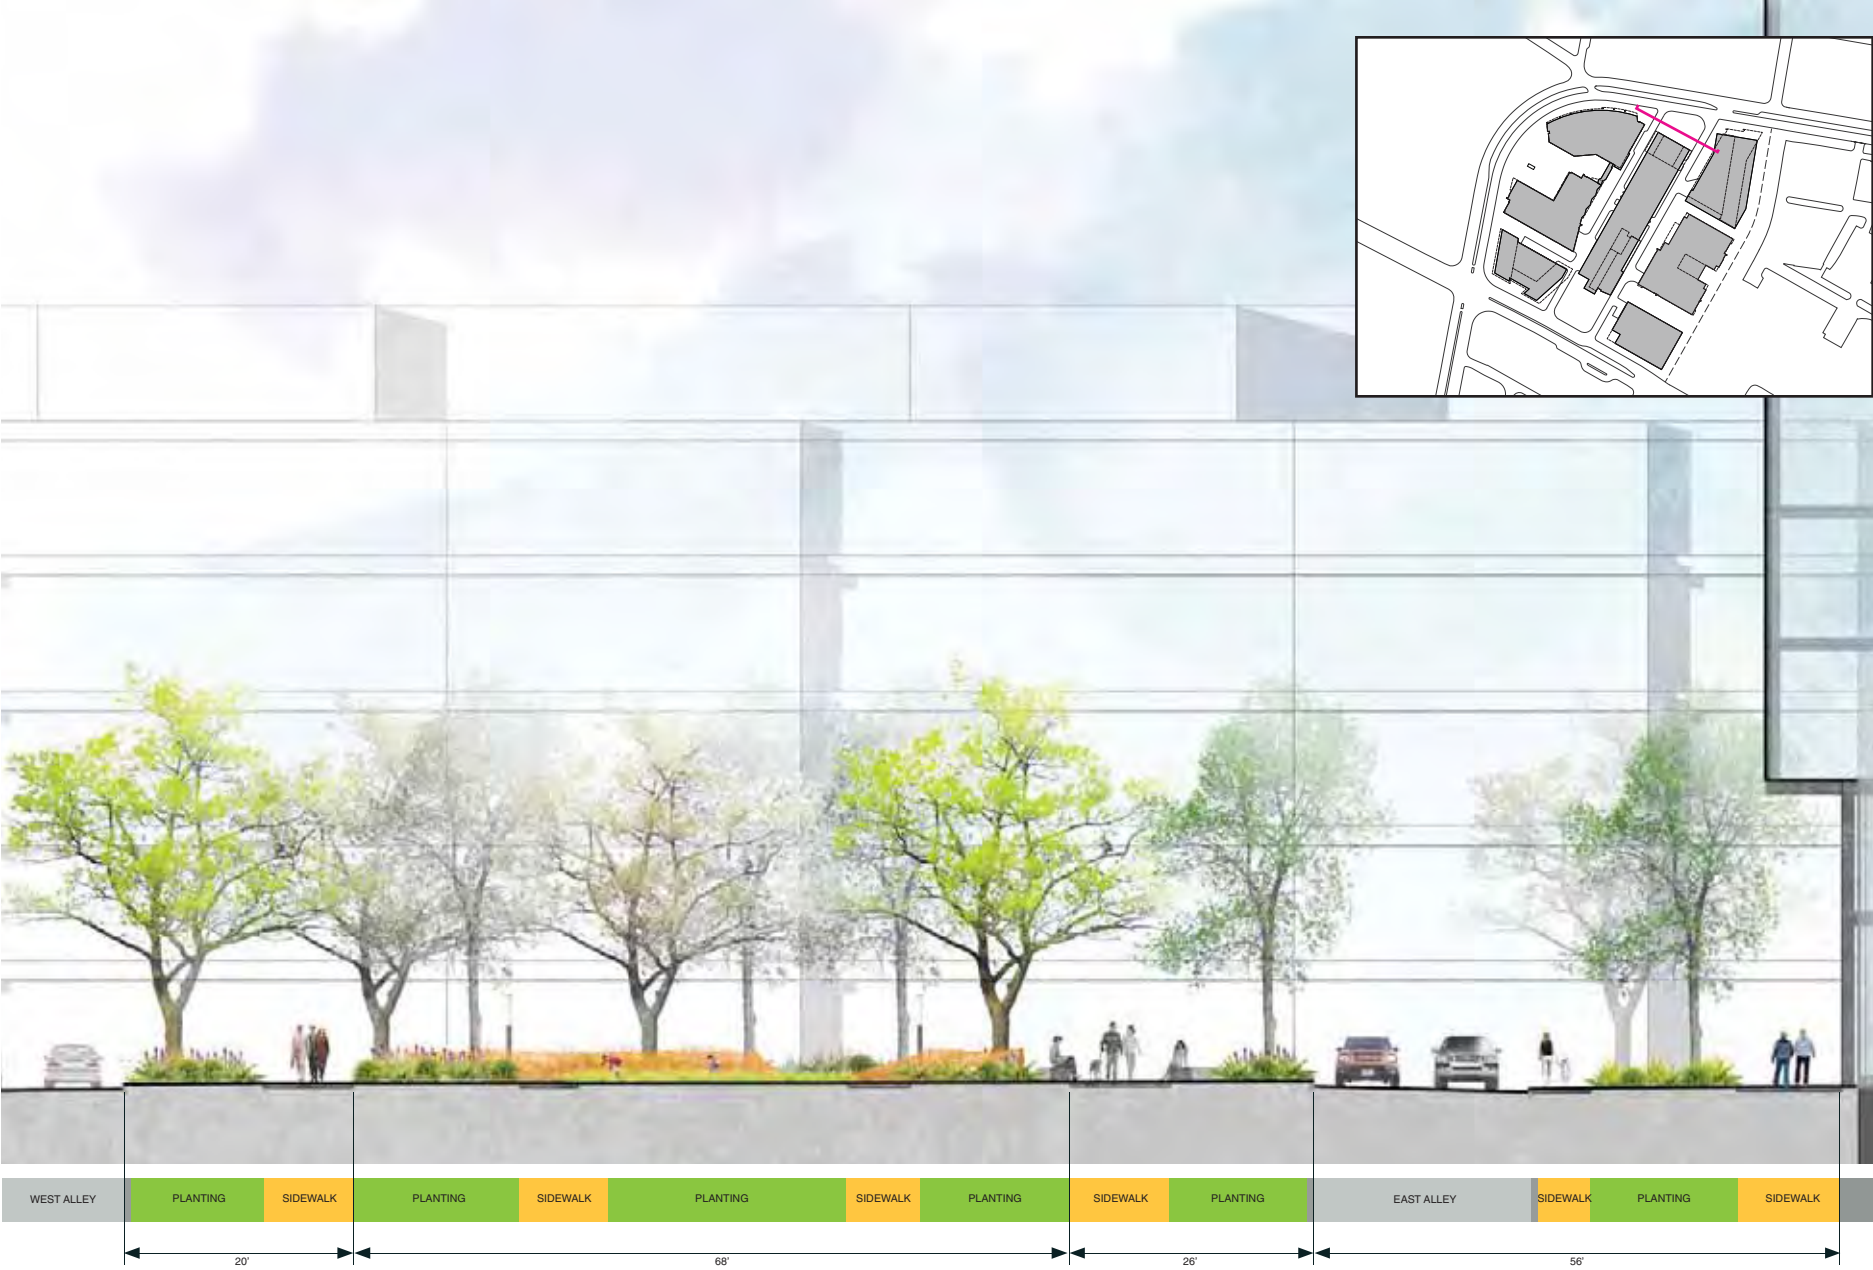 WEST ALLEY
PLANTING
SIDEWALK
PLANTING
SIDEWALK
PLANTING
SIDEWALK
PLANTING
SIDEWALK
PLANTING
EAST ALLEY
SIDEWALK
PLANTING
SIDEWALK
20'
68'
26'
56'